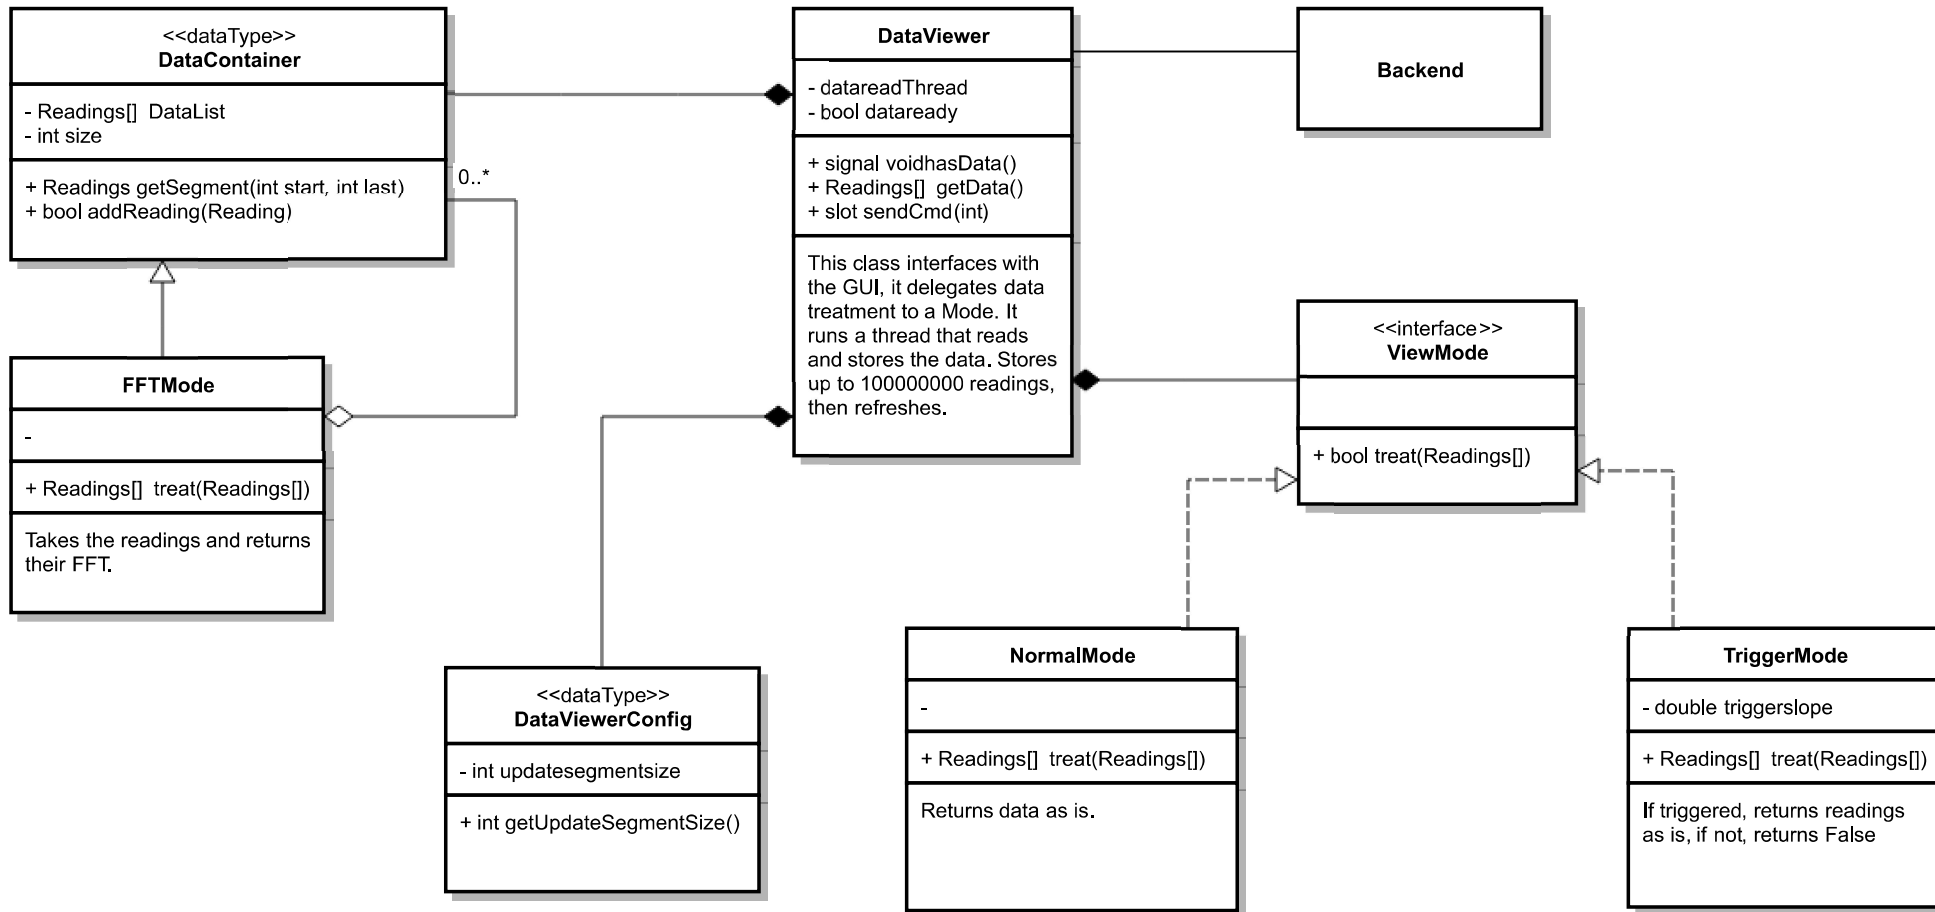 <<dataType>>
DataContainer
- Readings[] DataList
- int size
+ Readings getSegment(int start, int last)
+ bool addReading(Reading)
0..*
DataViewer
- datareadThread
- bool dataready
+ signal voidhasData()
+ Readings[] getData()
+ slot sendCmd(int)
This class interfaces with
the GUI, it delegates data
treatment to a Mode. It
runs a thread that reads
and stores the data. Stores
up to 100000000 readings,
then refreshes.
Backend
<<interface>>
ViewMode
+ bool treat(Readings[])
FFTMode
-
+ Readings[] treat(Readings[])
Takes the readings and returns
their FFT.
<<dataType>>
DataViewerConfig
- int updatesegmentsize
+ int getUpdateSegmentSize()
NormalMode
-
+ Readings[] treat(Readings[])
Returns data as is.
TriggerMode
- double triggerslope
+ Readings[] treat(Readings[])
If triggered, returns readings
as is, if not, returns False